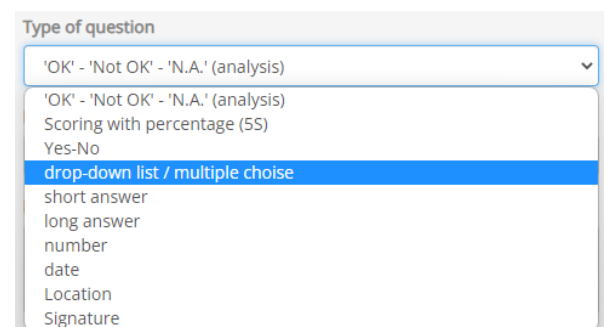 Type of question
'OK' - 'Not OK' - 'N.A.' (analysis)
'OK' - 'Not OK' - 'N.A.' (analysis)
Scoring with percentage (5S)
Yes-No
drop-down list / multiple choise
short answer
long answer
number
date
Location
Signature